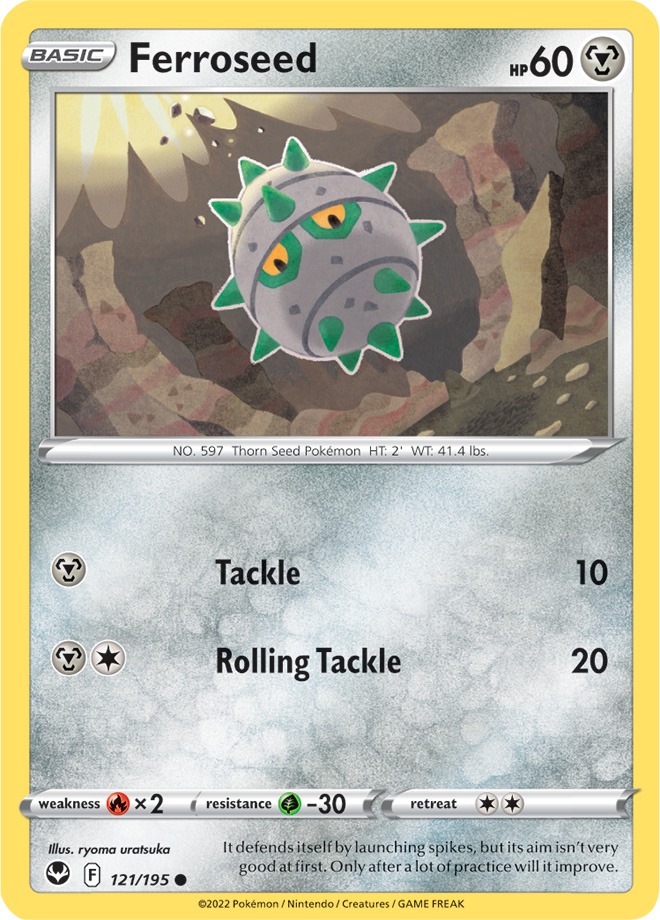 BASIC Ferroseed HP60
NO. 597 Thorn Seed Pokémon HT: 2' WT: 41.4 lbs.
Tackle 10
Rolling Tackle 20
weakness ×2 resistance -30 retreat
Illus. ryoma uratsuka
It defends itself by launching spikes, but its aim isn't very
good at first. Only after a lot of practice will it improve.
F 121/195
©2022 Pokémon / Nintendo / Creatures / GAME FREAK